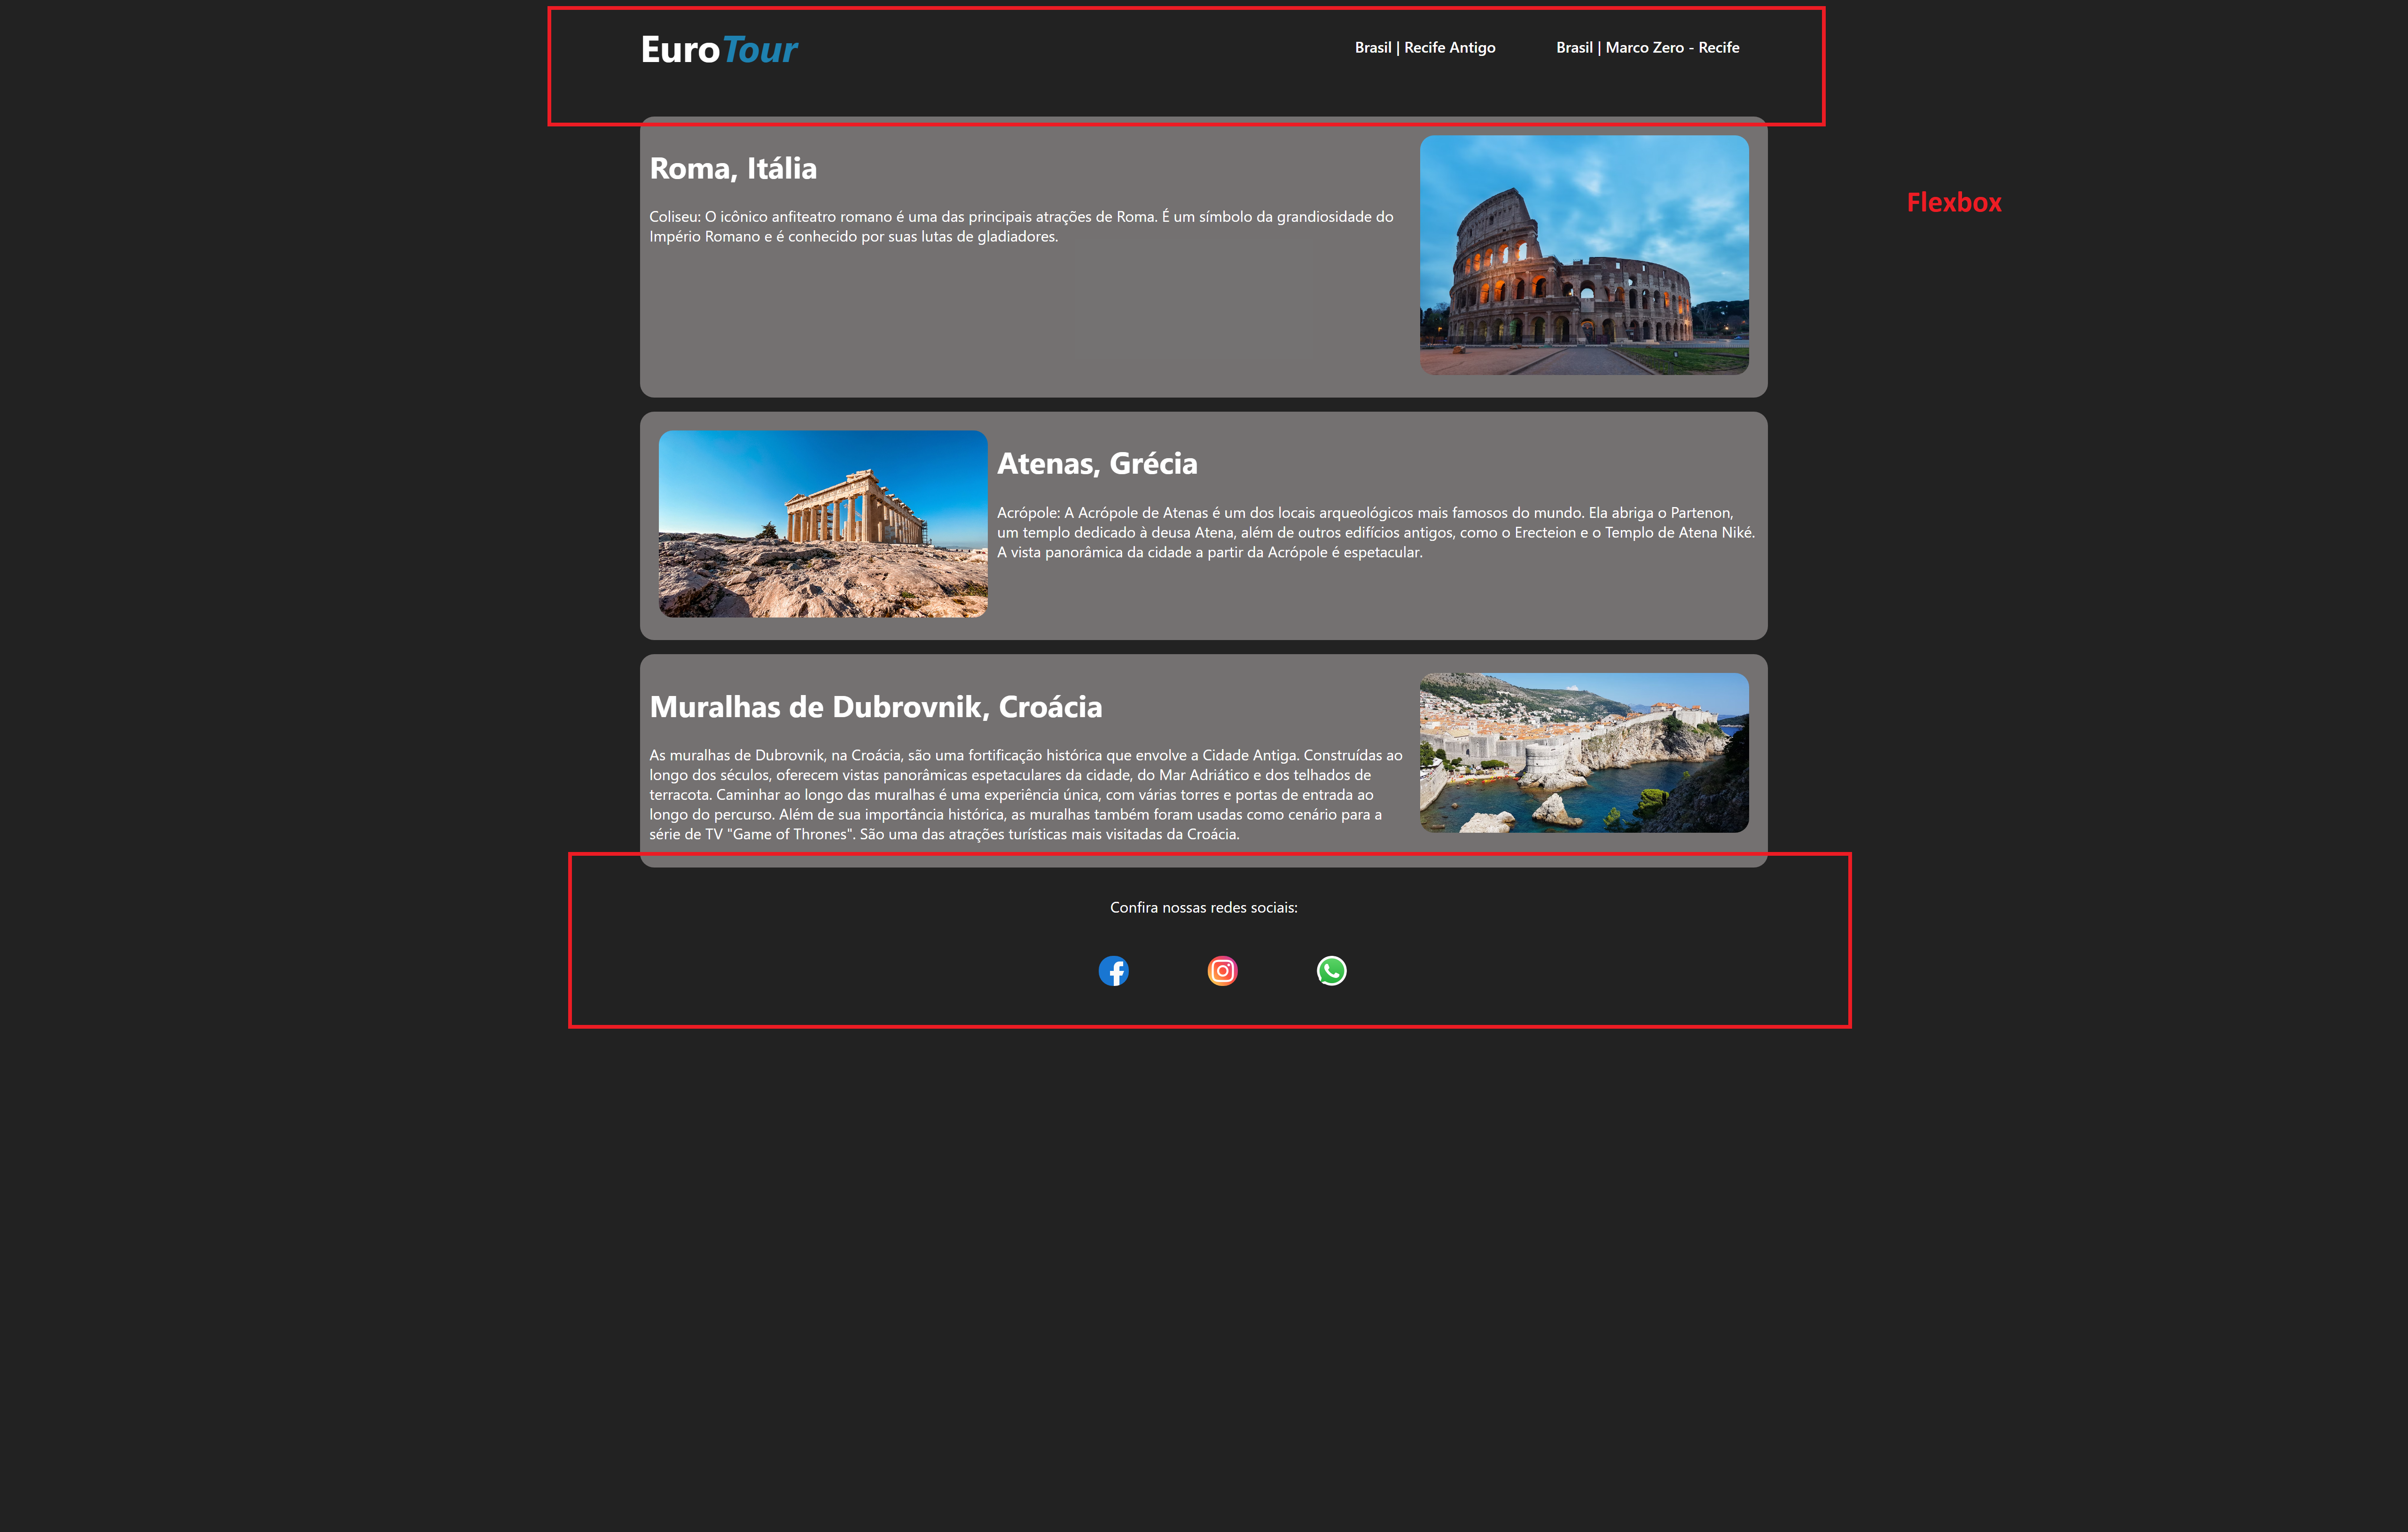 EuroTour
Brasil | Recife Antigo
Brasil | Marco Zero - Recife
Roma, Itália
Coliseu: O icônico anfiteatro romano é uma das principais atrações de Roma. É um símbolo da grandiosidade do
Império Romano e é conhecido por suas lutas de gladiadores.
Flexbox
Atenas, Grécia
Acrópole: A Acrópole de Atenas é um dos locais arqueológicos mais famosos do mundo. Ela abriga o Partenon,
um templo dedicado à deusa Atena, além de outros edifícios antigos, como o Erecteion e o Templo de Atena Niké.
A vista panorâmica da cidade a partir da Acrópole é espetacular.
Muralhas de Dubrovnik, Croácia
As muralhas de Dubrovnik, na Croácia, são uma fortificação histórica que envolve a Cidade Antiga. Construídas ao
longo dos séculos, oferecem vistas panorâmicas espetaculares da cidade, do Mar Adriático e dos telhados de
terracota. Caminhar ao longo das muralhas é uma experiência única, com várias torres e portas de entrada ao
longo do percurso. Além de sua importância histórica, as muralhas também foram usadas como cenário para a
série de TV "Game of Thrones". São uma das atrações turísticas mais visitadas da Croácia.
Confira nossas redes sociais: